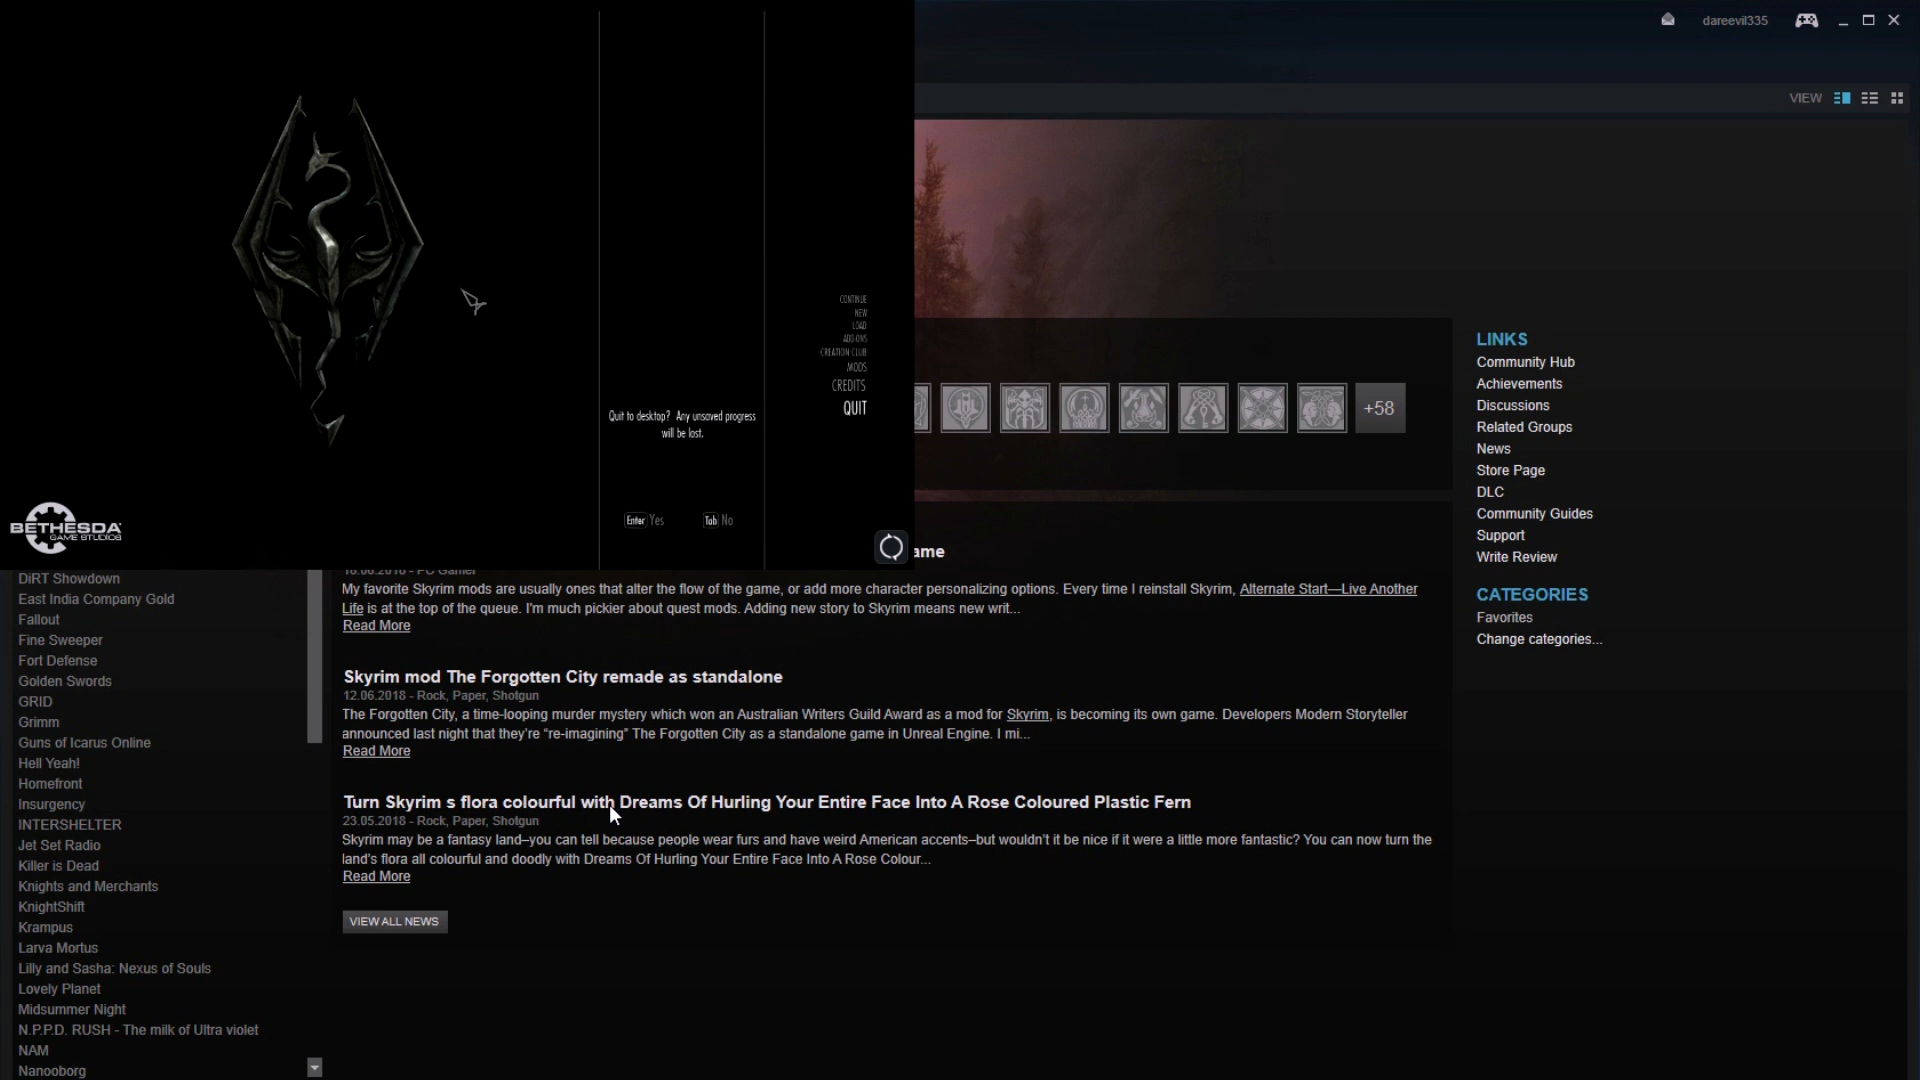 dareevil335
VIEW
CONTINUE
NEW
LOAD
ADD-ONS
CREATION CLUB
MODS
CREDITS
QUIT
Quit to desktop? Any unsaved progress
will be lost.
Enter Yes
Tab No
BETHESDA
GAME STUDIOS
+58
LINKS
Community Hub
Achievements
Discussions
Related Groups
News
Store Page
DLC
Community Guides
Support
Write Review
CATEGORIES
Favorites
Change categories...
DiRT Showdown
East India Company Gold
Fallout
Fine Sweeper
Fort Defense
Golden Swords
GRID
Grimm
Guns of Icarus Online
Hell Yeah!
Homefront
Insurgency
INTERSHELTER
Jet Set Radio
Killer is Dead
Knights and Merchants
KnightShift
Krampus
Larva Mortus
Lilly and Sasha: Nexus of Souls
Lovely Planet
Midsummer Night
N.P.P.D. RUSH - The milk of Ultra violet
NAM
Nanooborg
ame
PC Gamer
My favorite Skyrim mods are usually ones that alter the flow of the game, or add more character personalizing options. Every time I reinstall Skyrim, Alternate Start—Live Another
Life is at the top of the queue. I'm much pickier about quest mods. Adding new story to Skyrim means new writ...
Read More
Skyrim mod The Forgotten City remade as standalone
12.06.2018 - Rock, Paper, Shotgun
The Forgotten City, a time-looping murder mystery which won an Australian Writers Guild Award as a mod for Skyrim, is becoming its own game. Developers Modern Storyteller
announced last night that they're “re-imagining” The Forgotten City as a standalone game in Unreal Engine. I mi...
Read More
Turn Skyrim s flora colourful with Dreams Of Hurling Your Entire Face Into A Rose Coloured Plastic Fern
23.05.2018 - Rock, Paper, Shotgun
Skyrim may be a fantasy land–you can tell because people wear furs and have weird American accents–but wouldn't it be nice if it were a little more fantastic? You can now turn the
land's flora all colourful and doodly with Dreams Of Hurling Your Entire Face Into A Rose Colour...
Read More
VIEW ALL NEWS